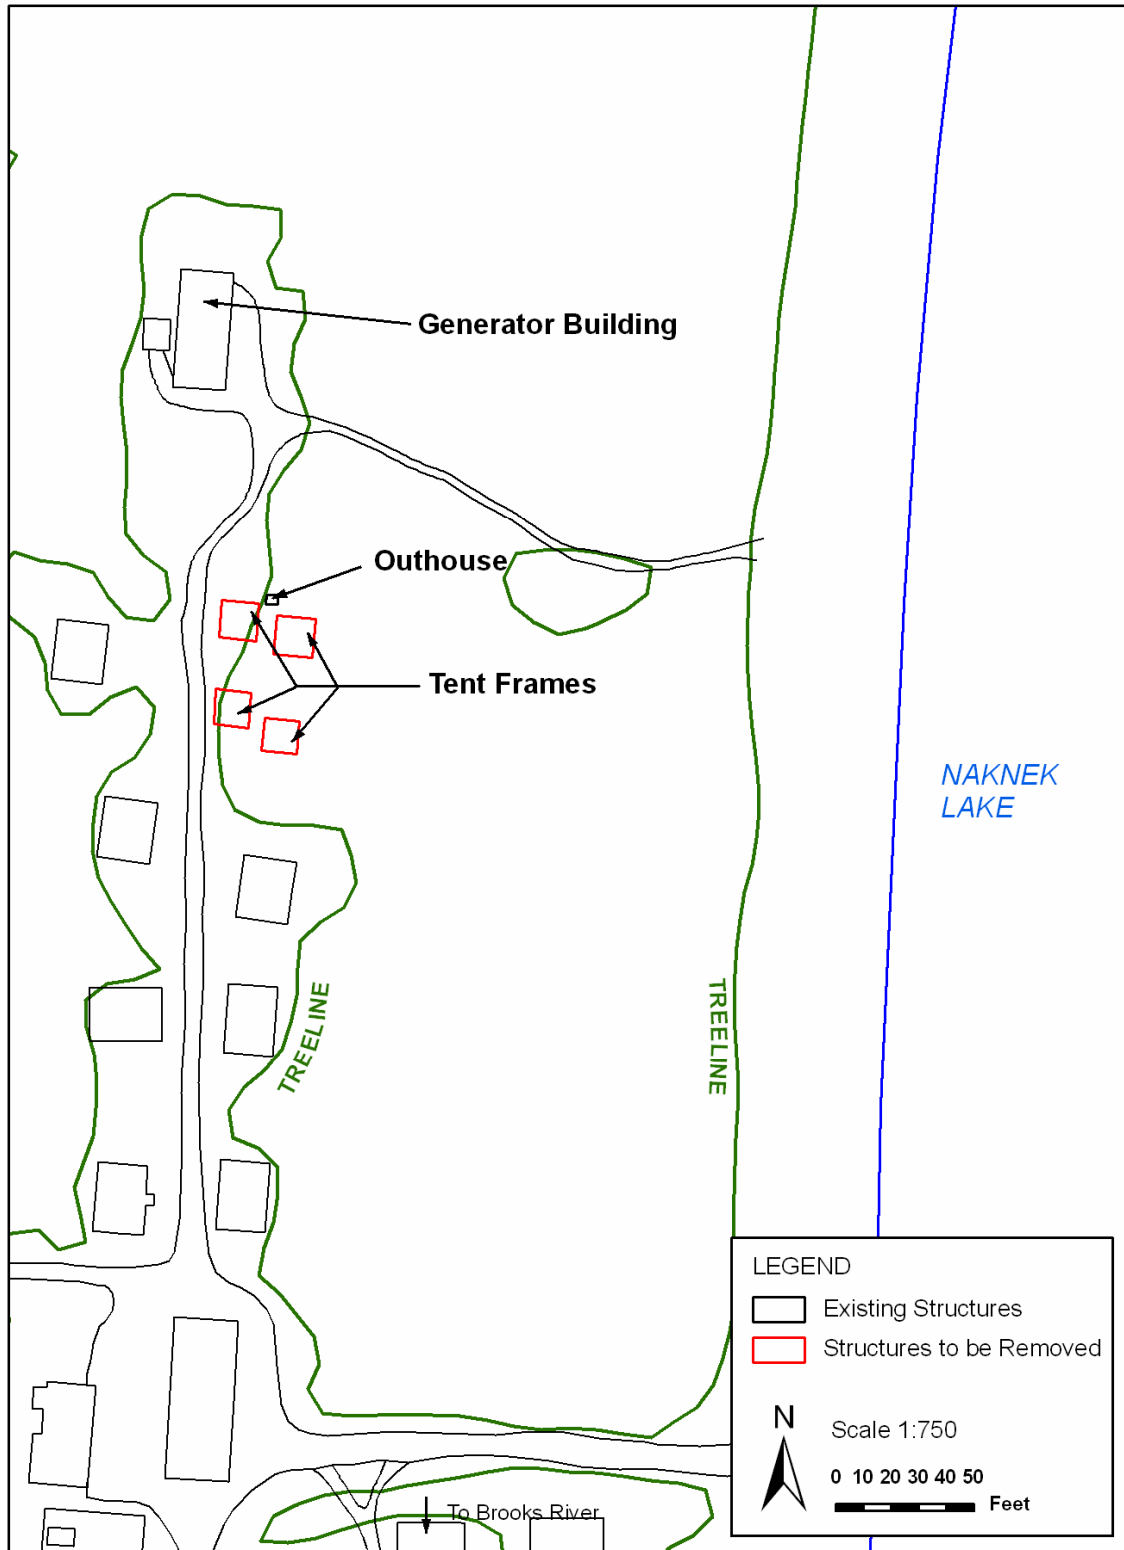 Generator Building
Outhouse
Tent Frames
NAKNEK
LAKE
TREELINE
TREELINE
LEGEND
Existing Structures
Structures to be Removed
N
Scale 1:750
0 10 20 30 40 50
Feet
To Brooks River